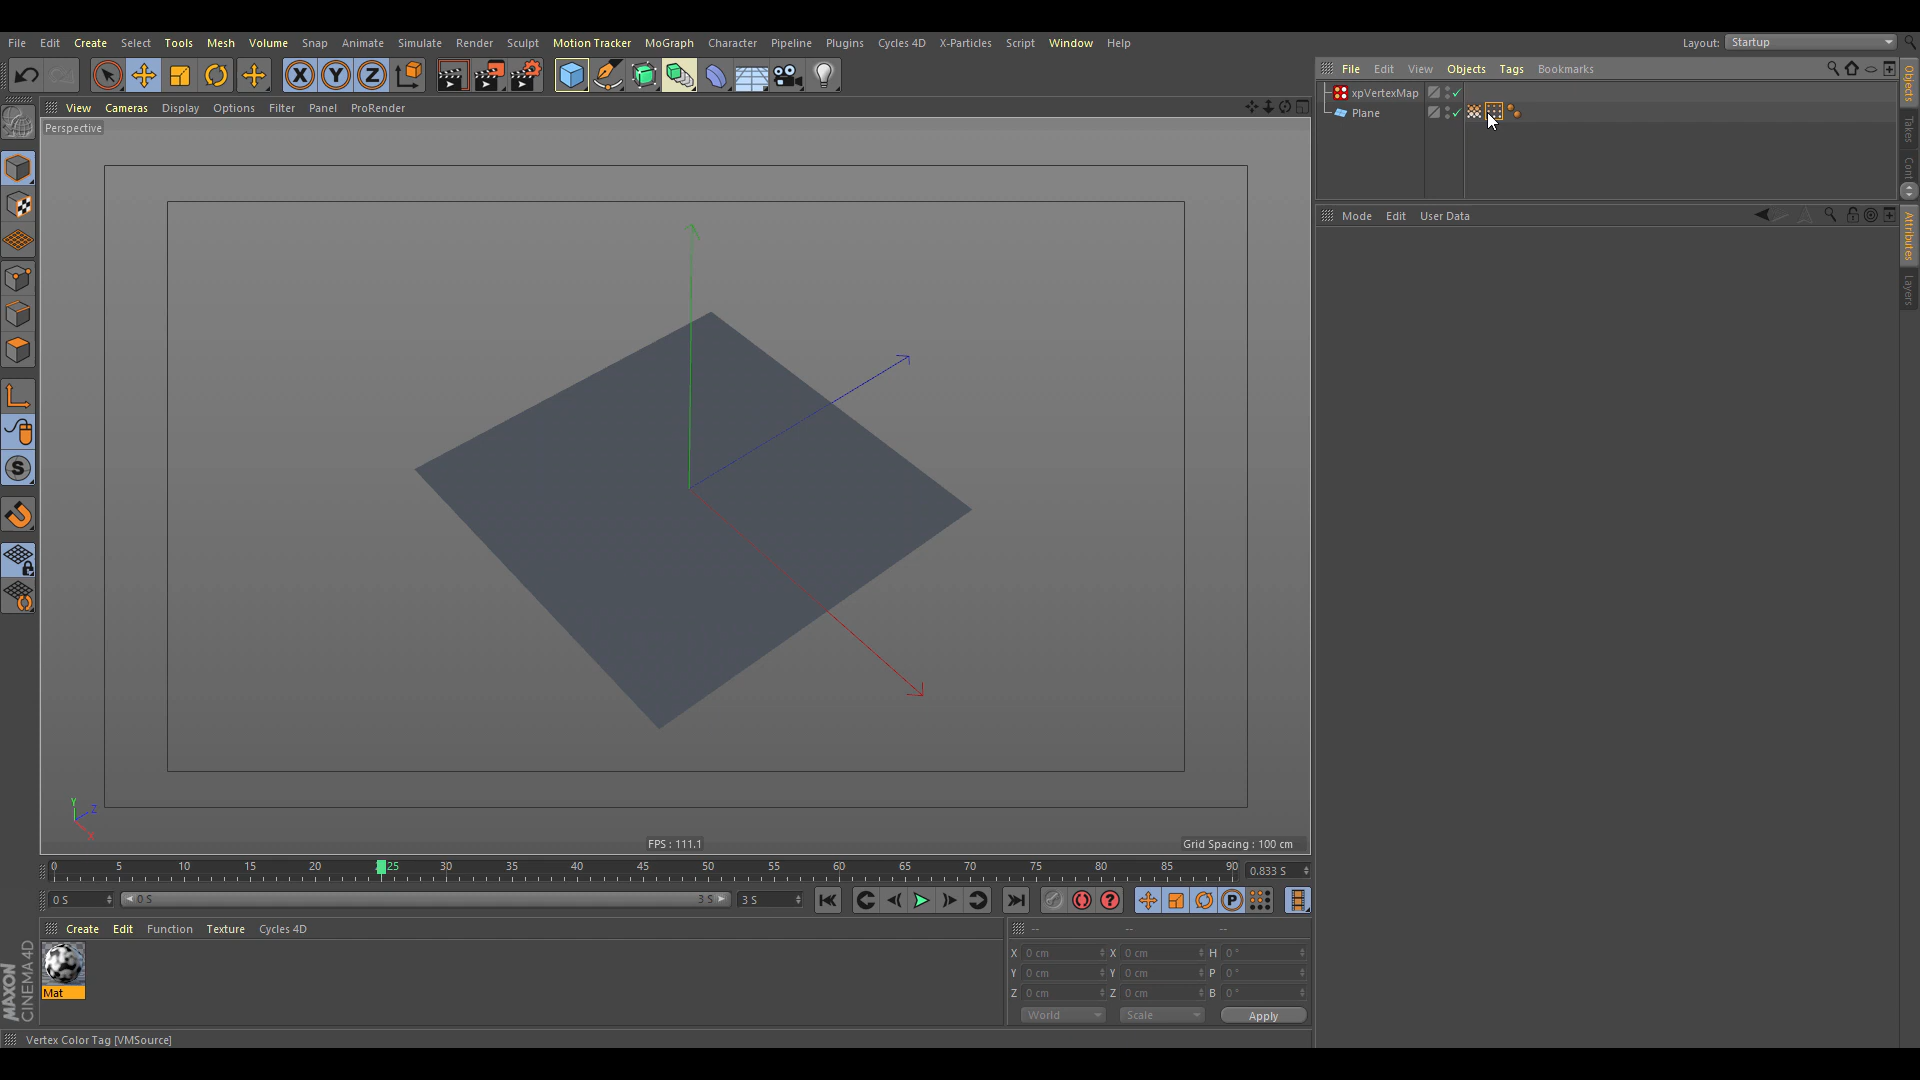 File Edit Create Select Tools Mesh Volume Snap Animate Simulate Render Sculpt Motion Tracker MoGraph Character Pipeline Plugins Cycles 4D X-Particles Script Window Help Layout: Startup
File Edit View Objects Tags Bookmarks
View Cameras Display Options Filter Panel ProRender
Perspective
xpVertexMap
Plane
Objects
Takes
Cont
Mode Edit User Data
Attributes
Layers
X Y Z
S
Y
Z
X
FPS : 111.1
Grid Spacing : 100 cm
0 5 10 15 20 25 30 35 40 45 50 55 60 65 70 75 80 85 90 0.833 S
0 S 0 S 3 S 3 S
P
Create Edit Function Texture Cycles 4D
-- -- --
Mat
X 0 cm X 0 cm H 0 °
Y 0 cm Y 0 cm P 0 °
Z 0 cm Z 0 cm B 0 °
World Scale Apply
MAXON
CINEMA 4D
Vertex Color Tag [VMSource]